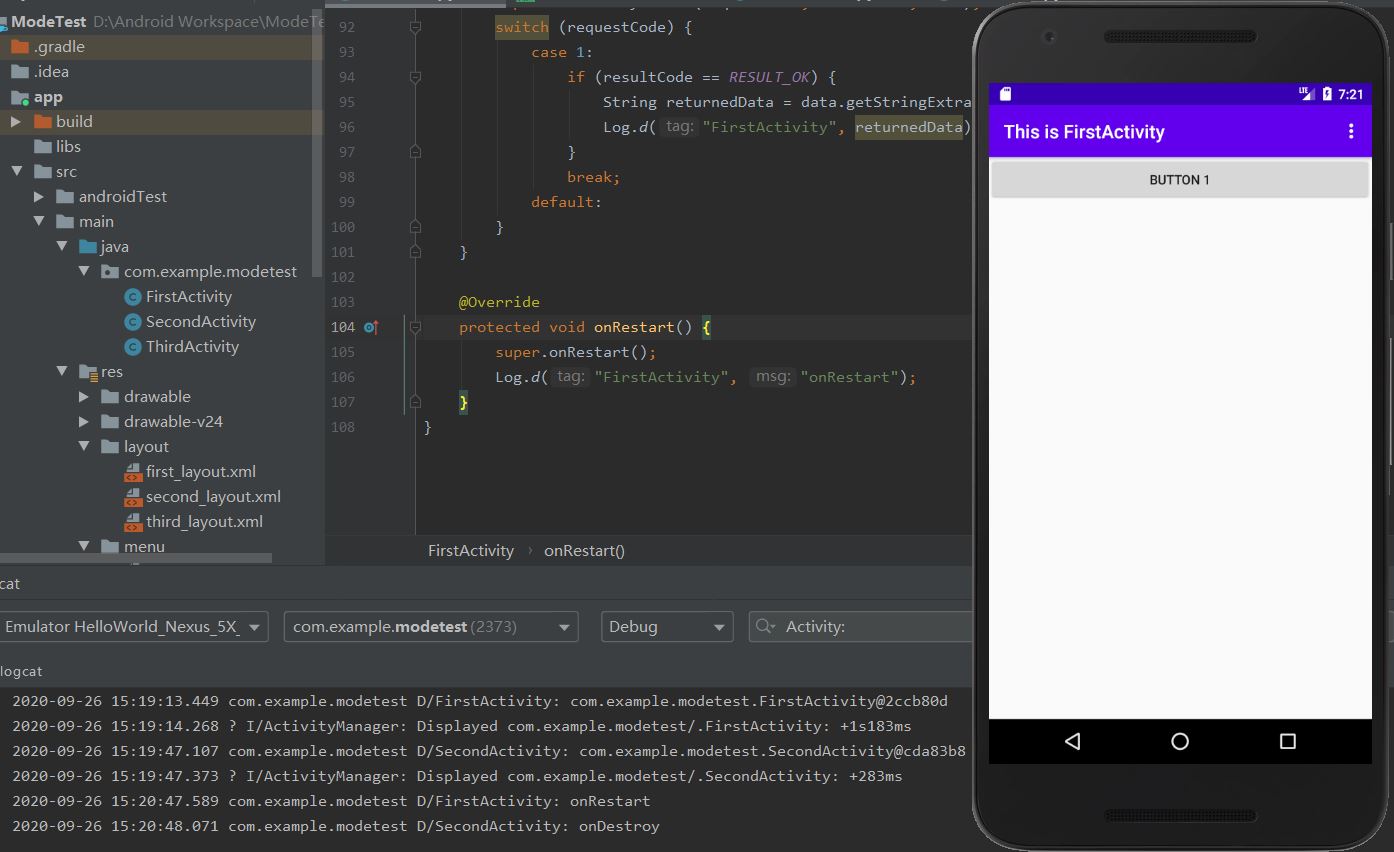 ModeTest D:\Android Workspace\ModeTe
.gradle
.idea
app
build
libs
src
androidTest
main
java
com.example.modetest
FirstActivity
SecondActivity
ThirdActivity
res
drawable
drawable-v24
layout
first_layout.xml
second_layout.xml
third_layout.xml
menu
92 switch (requestCode) {
93 case 1:
94 if (resultCode == RESULT_OK) {
95 String returnedData = data.getStringExtra
96 Log.d( tag: "FirstActivity", returnedData)
97 }
98 break;
99 default:
100 }
101 }
102
103 @Override
104 protected void onRestart() {
105 super.onRestart();
106 Log.d( tag: "FirstActivity", msg: "onRestart");
107 }
108 }
FirstActivity › onRestart()
LTE 7:21
This is FirstActivity
BUTTON 1
cat
Emulator HelloWorld_Nexus_5X_ com.example.modetest (2373) Debug Activity:
logcat
2020-09-26 15:19:13.449 com.example.modetest D/FirstActivity: com.example.modetest.FirstActivity@2ccb80d
2020-09-26 15:19:14.268 ? I/ActivityManager: Displayed com.example.modetest/.FirstActivity: +1s183ms
2020-09-26 15:19:47.107 com.example.modetest D/SecondActivity: com.example.modetest.SecondActivity@cda83b8
2020-09-26 15:19:47.373 ? I/ActivityManager: Displayed com.example.modetest/.SecondActivity: +283ms
2020-09-26 15:20:47.589 com.example.modetest D/FirstActivity: onRestart
2020-09-26 15:20:48.071 com.example.modetest D/SecondActivity: onDestroy